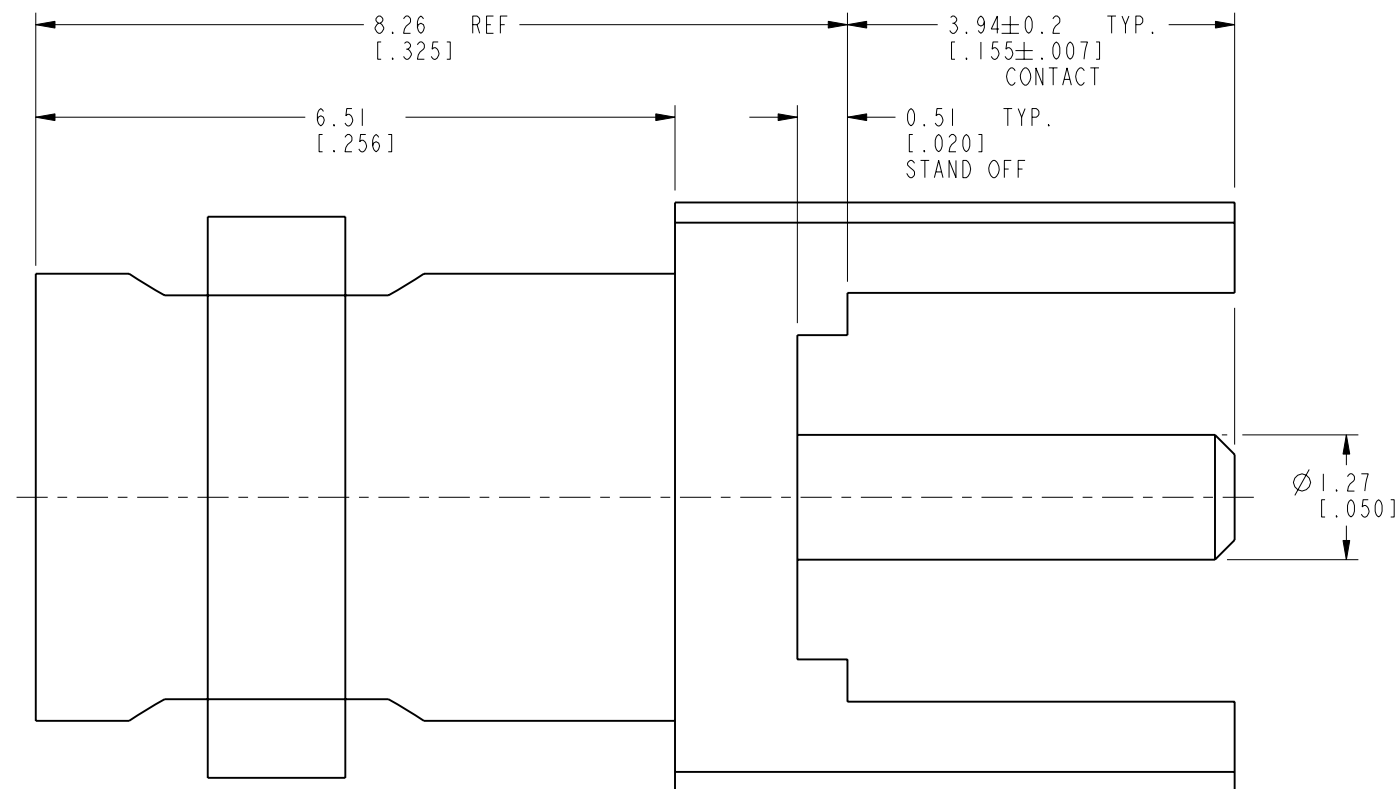 8.26 REF
[.325]
3.94±0.2 TYP.
[.155±.007]
CONTACT
6.51
[.256]
0.51 TYP.
[.020]
STAND OFF
Ø1.27
[.050]